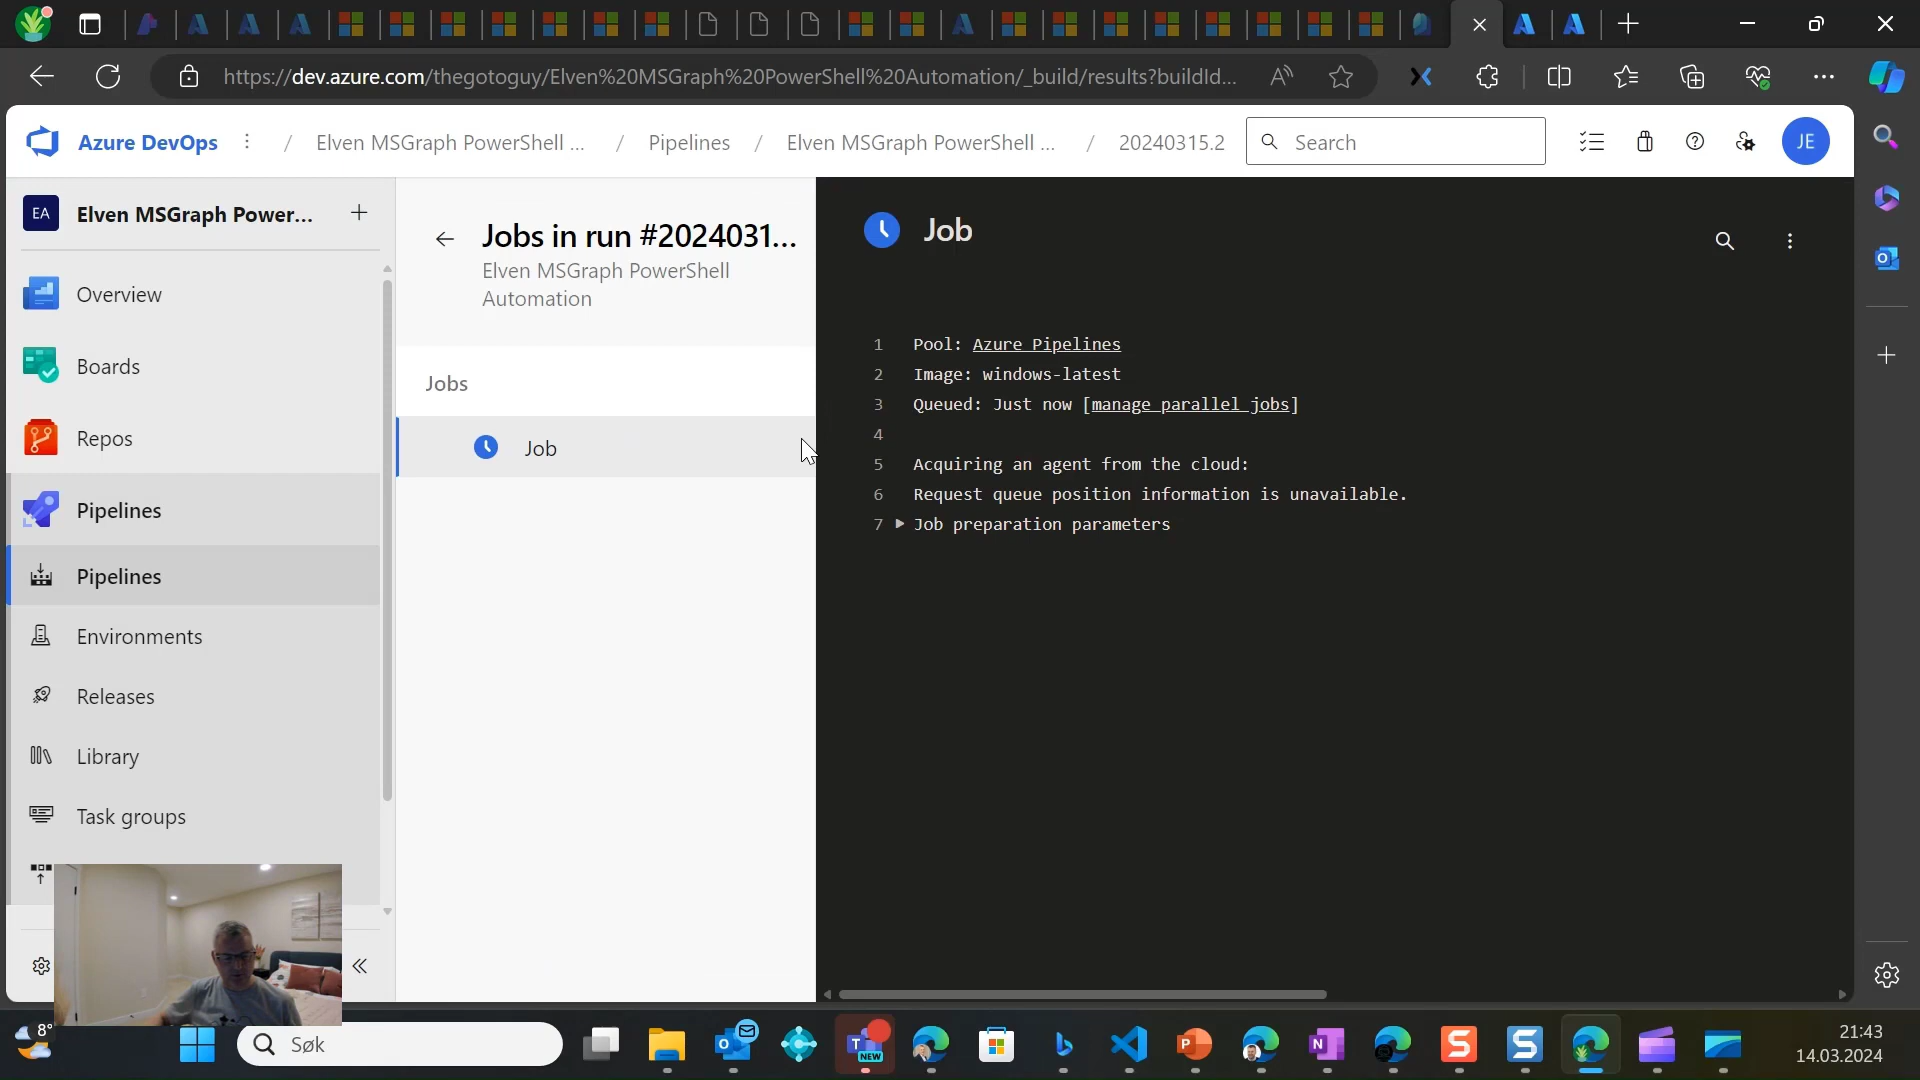 https://dev.azure.com/thegotoguy/Elven%20MSGraph%20PowerShell%20Automation/_build/results?buildId...
Azure DevOps / Elven MSGraph PowerShell ... / Pipelines / Elven MSGraph PowerShell ... / 20240315.2 Search JE
EA Elven MSGraph Power...
Overview
Boards
Repos
Pipelines
Pipelines
Environments
Releases
Library
Task groups
Jobs in run #2024031...
Elven MSGraph PowerShell
Automation
Jobs
Job
Job
1 Pool: Azure Pipelines
2 Image: windows-latest
3 Queued: Just now [manage parallel jobs]
4
5 Acquiring an agent from the cloud:
6 Request queue position information is unavailable.
7 Job preparation parameters
8°
Søk
NEW
21:43
14.03.2024